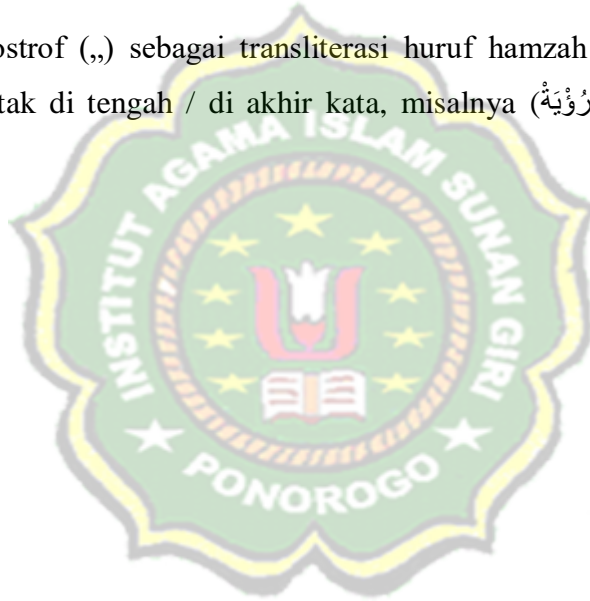 ostrof („) sebagai transliterasi huruf hamzah
tak di tengah / di akhir kata, misalnya (رُؤْيَةْ
INSTITUT AGAMA ISLAM SUNAN GIRI
PONOROGO